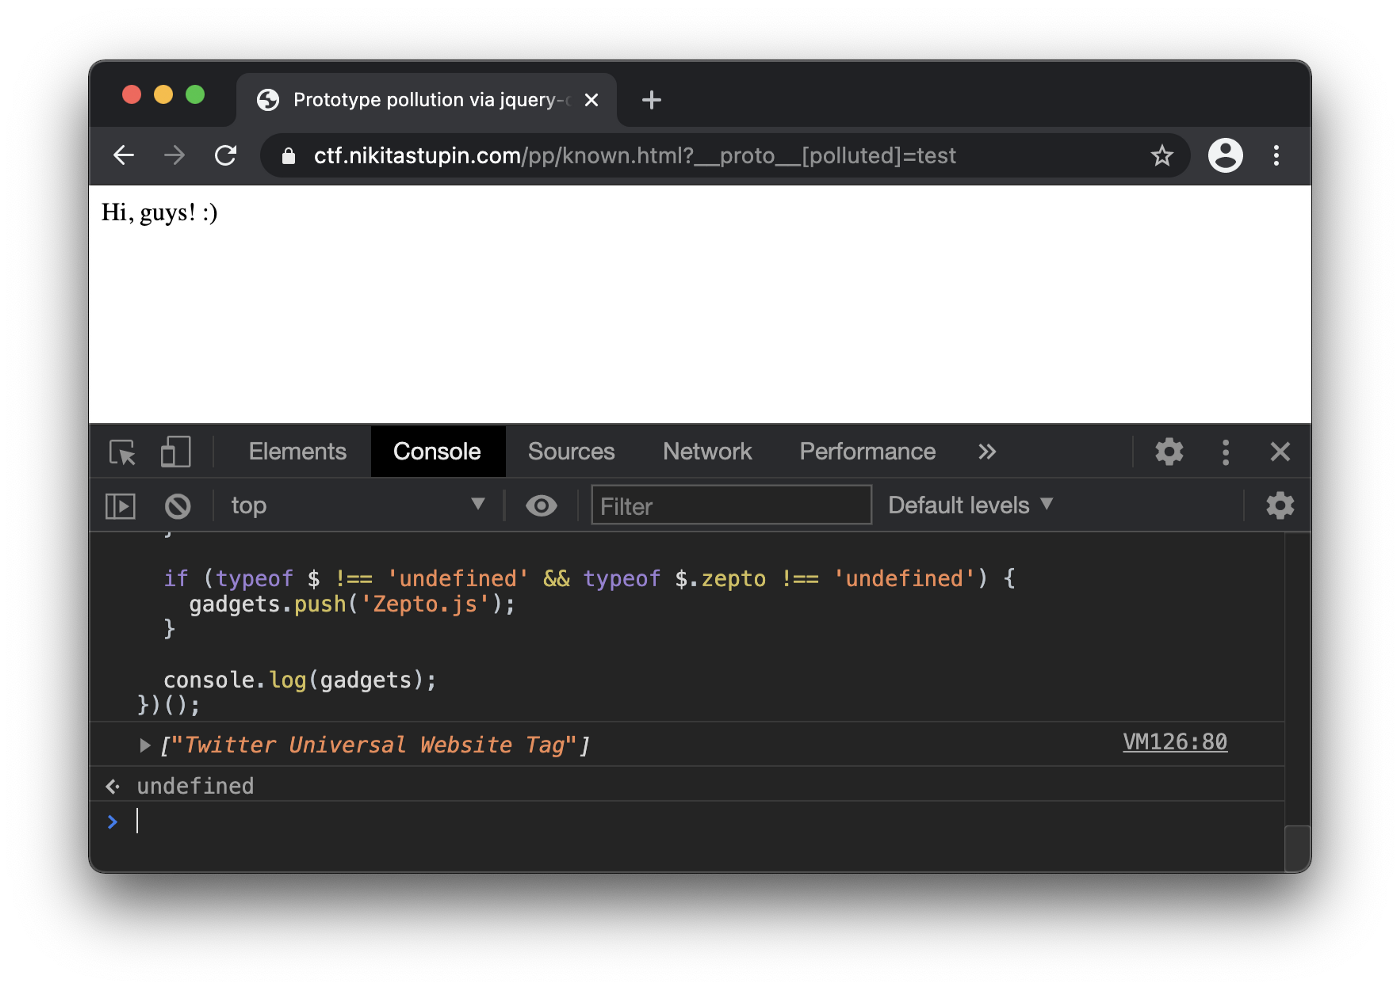 Prototype pollution via jquery-
ctf.nikitastupin.com/pp/known.html?__proto__[polluted]=test
Hi, guys! :)
Elements Console Sources Network Performance »
top Filter Default levels
}
if (typeof $ !== 'undefined' && typeof $.zepto !== 'undefined') {
gadgets.push('Zepto.js');
}
console.log(gadgets);
})();
["Twitter Universal Website Tag"] VM126:80
undefined